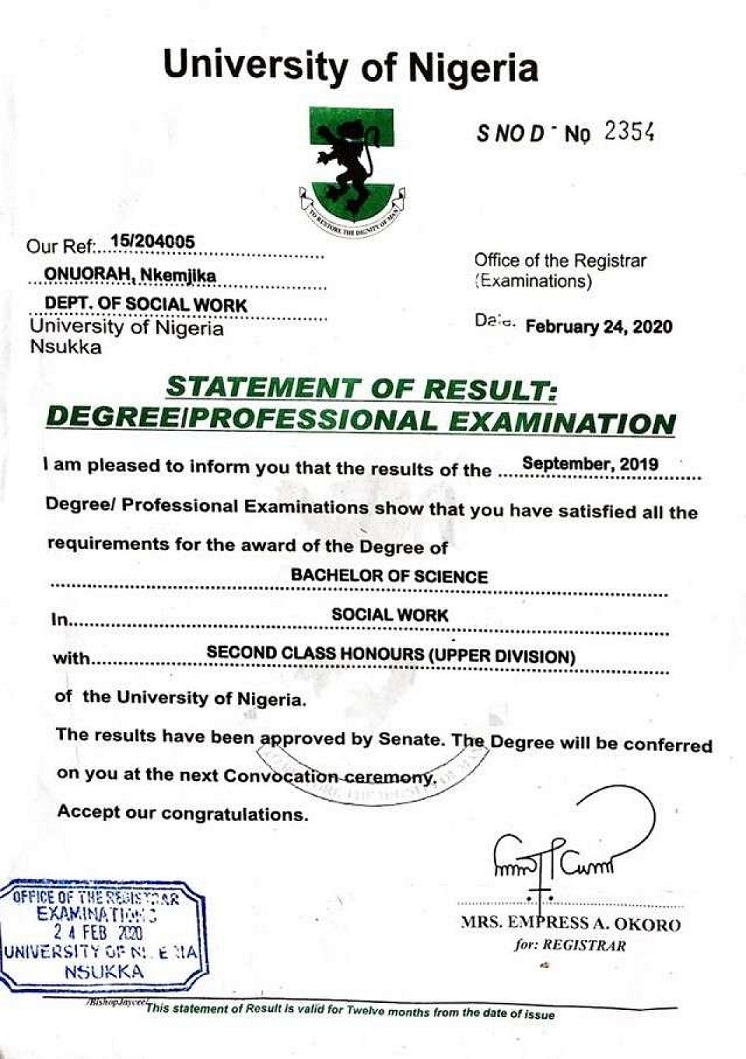 University of Nigeria
S NO D - No 2354
TO RESTORE THE DIGNITY OF MAN
Our Ref:...15/204005
ONUORAH, Nkemjika
DEPT. OF SOCIAL WORK
University of Nigeria
Nsukka
Office of the Registrar
(Examinations)
Date. February 24, 2020
STATEMENT OF RESULT:
DEGREE/PROFESSIONAL EXAMINATION
I am pleased to inform you that the results of the ....September, 2019
Degree/ Professional Examinations show that you have satisfied all the
requirements for the award of the Degree of
BACHELOR OF SCIENCE
In....SOCIAL WORK
with....SECOND CLASS HONOURS (UPPER DIVISION)
of the University of Nigeria.
The results have been approved by Senate. The Degree will be conferred
on you at the next Convocation ceremony.
Accept our congratulations.
MRS. EMPRESS A. OKORO
for: REGISTRAR
OFFICE OF THE REGISTRAR
EXAMINATIONS
24 FEB 2020
UNIVERSITY OF NIGERIA
NSUKKA
/BishopJaycee/
This statement of Result is valid for Twelve months from the date of issue